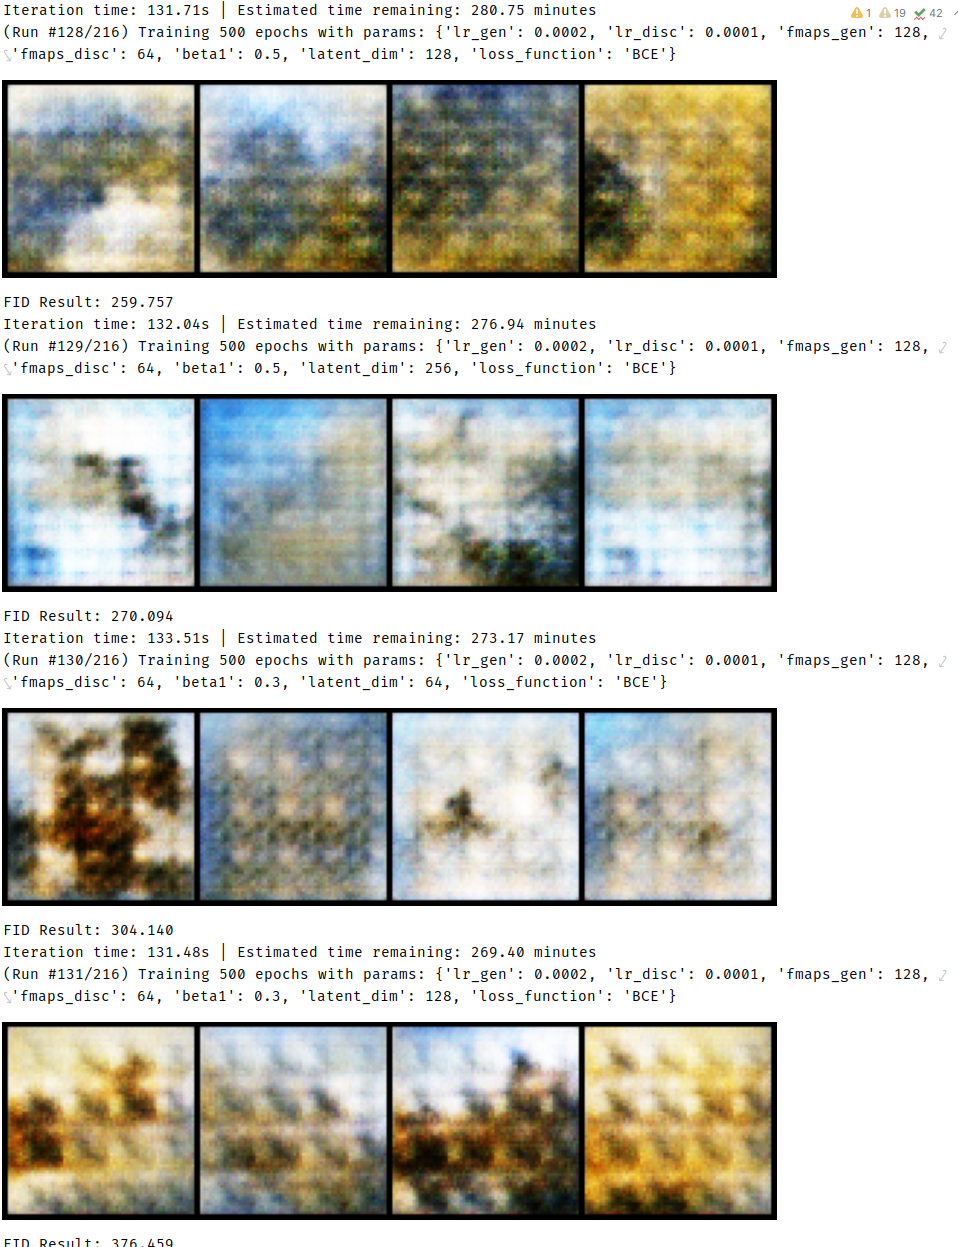 Iteration time: 131.71s | Estimated time remaining: 280.75 minutes
1 19 42
(Run #128/216) Training 500 epochs with params: {'lr_gen': 0.0002, 'lr_disc': 0.0001, 'fmaps_gen': 128,
'fmaps_disc': 64, 'beta1': 0.5, 'latent_dim': 128, 'loss_function': 'BCE'}
FID Result: 259.757
Iteration time: 132.04s | Estimated time remaining: 276.94 minutes
(Run #129/216) Training 500 epochs with params: {'lr_gen': 0.0002, 'lr_disc': 0.0001, 'fmaps_gen': 128,
'fmaps_disc': 64, 'beta1': 0.5, 'latent_dim': 256, 'loss_function': 'BCE'}
FID Result: 270.094
Iteration time: 133.51s | Estimated time remaining: 273.17 minutes
(Run #130/216) Training 500 epochs with params: {'lr_gen': 0.0002, 'lr_disc': 0.0001, 'fmaps_gen': 128,
'fmaps_disc': 64, 'beta1': 0.3, 'latent_dim': 64, 'loss_function': 'BCE'}
FID Result: 304.140
Iteration time: 131.48s | Estimated time remaining: 269.40 minutes
(Run #131/216) Training 500 epochs with params: {'lr_gen': 0.0002, 'lr_disc': 0.0001, 'fmaps_gen': 128,
'fmaps_disc': 64, 'beta1': 0.3, 'latent_dim': 128, 'loss_function': 'BCE'}
FID Result: 376.459